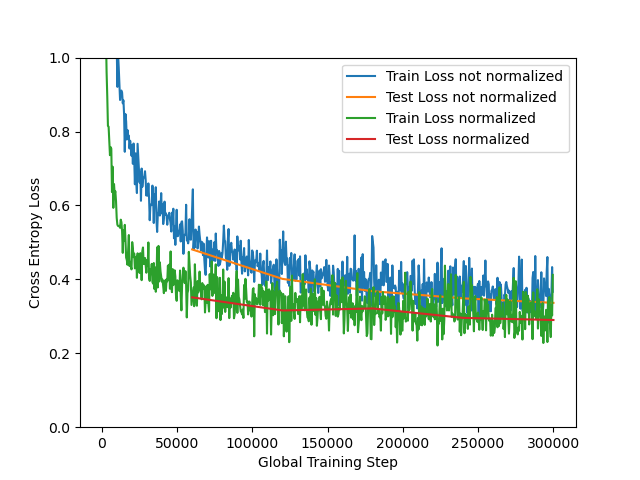 Train Loss not normalized
Test Loss not normalized
Train Loss normalized
Test Loss normalized
1.0
0.8
0.6
0.4
0.2
0.0
Cross Entropy Loss
0 50000 100000 150000 200000 250000 300000
Global Training Step